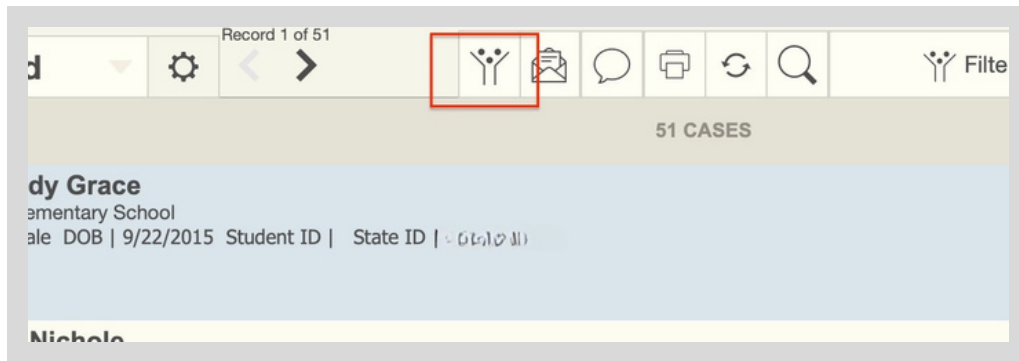 Record 1 of 51
d
Filte
51 CASES
dy Grace
ementary School
ale DOB | 9/22/2015 Student ID | State ID |
Nichole